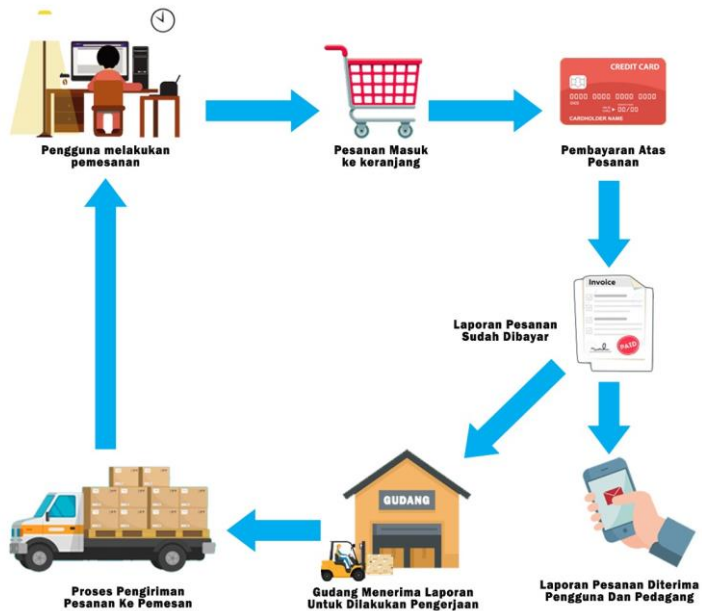 Pengguna melakukan
pemesanan
Pesanan Masuk
ke keranjang
CREDIT CARD
0000 0000 0000 0000
00/00
CARDHOLDER NAME
Pembayaran Atas
Pesanan
Invoice
PAID
Laporan Pesanan
Sudah Dibayar
Laporan Pesanan Diterima
Pengguna Dan Pedagang
GUDANG
Gudang Menerima Laporan
Untuk Dilakukan Pengerjaan
Proses Pengiriman
Pesanan Ke Pemesan